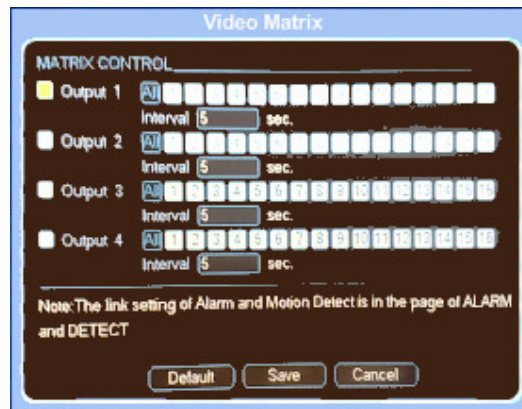 Video Matrix
MATRIX CONTROL
Output 1 All
Interval 5 sec.
Output 2 All
Interval 5 sec.
Output 3 All 1 2 3 4 5 6 7 8 9 10 11 12 13 14 15 16
Interval 5 sec.
Output 4 All 1 2 3 4 5 6 7 8 9 10 11 12 13 14 15 16
Interval 5 sec.
Note:The link setting of Alarm and Motion Detect is in the page of ALARM
and DETECT
Default Save Cancel